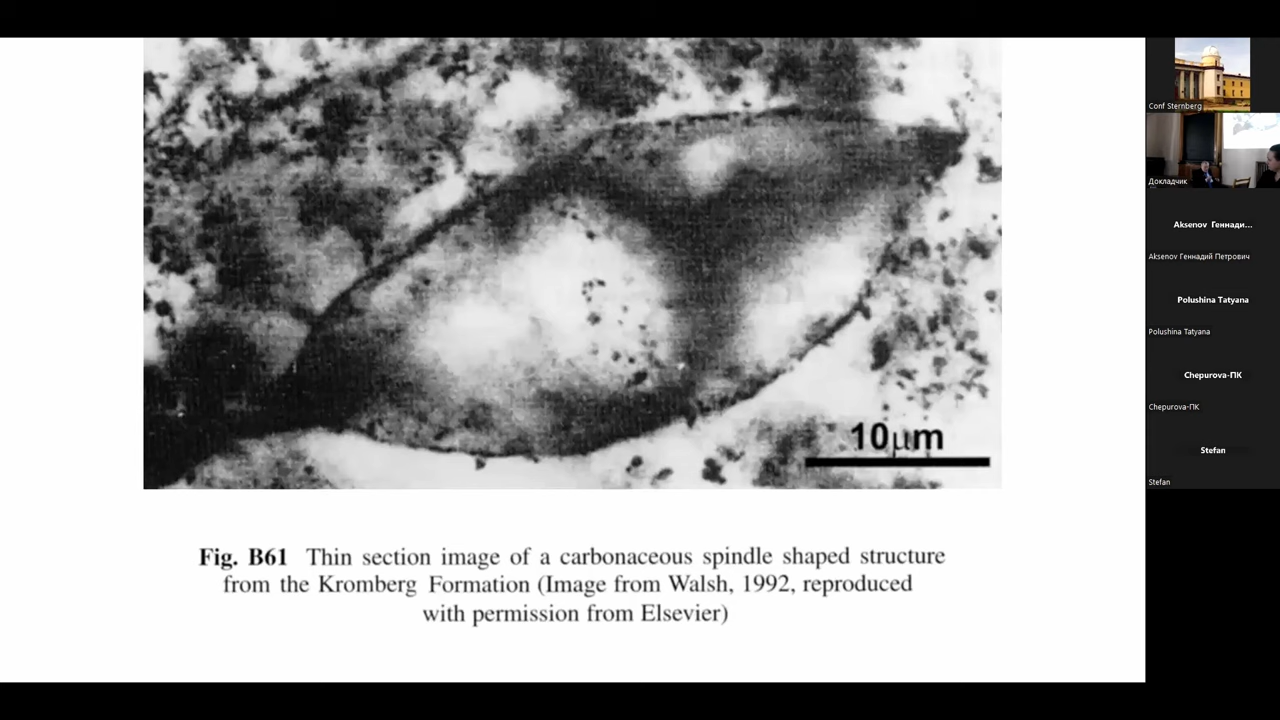 10µm
Fig. B61 Thin section image of a carbonaceous spindle shaped structure
from the Kromberg Formation (Image from Walsh, 1992, reproduced
with permission from Elsevier)
Conf Sternberg
Докладчик
Aksenov Геннади...
Aksenov Геннадий Петрович
Polushina Tatyana
Polushina Tatyana
Chepurova-ПК
Chepurova-ПК
Stefan
Stefan